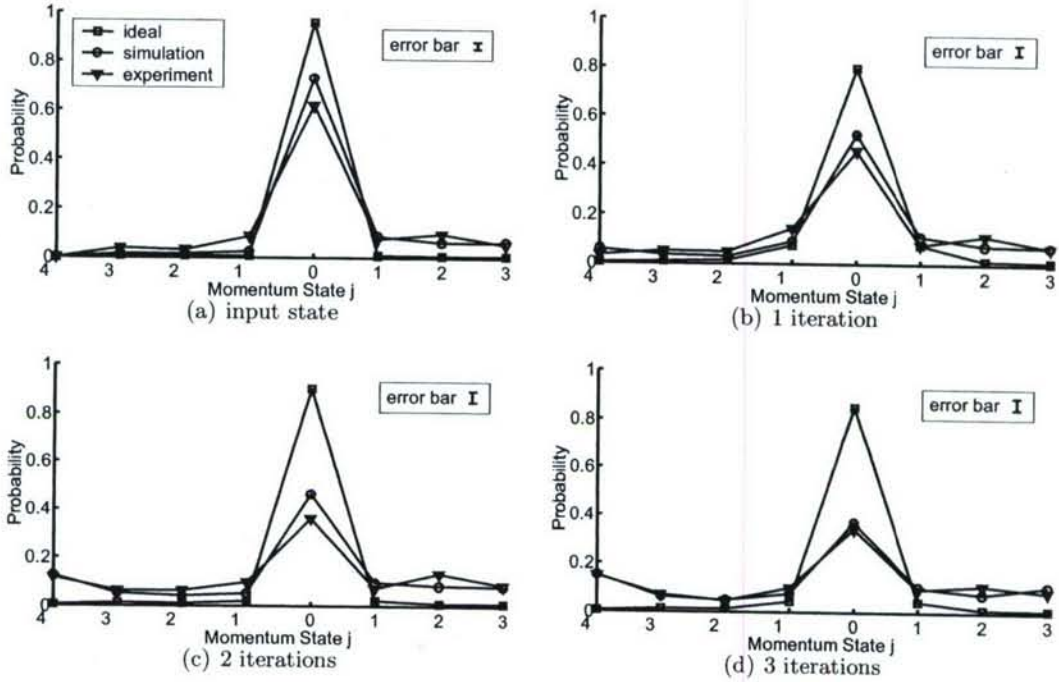 1
ideal
simulation
experiment
error bar
0.8
0.6
0.4
0.2
0
Probability
4 3 2 1 0 1 2 3
Momentum State j
(a) input state
1
error bar
0.8
0.6
0.4
0.2
0
Probability
4 3 2 1 0 1 2 3
Momentum State j
(b) 1 iteration
1
error bar
0.8
0.6
0.4
0.2
0
Probability
4 3 2 1 0 1 2 3
Momentum State j
(c) 2 iterations
1
error bar
0.8
0.6
0.4
0.2
0
Probability
4 3 2 1 0 1 2 3
Momentum State j
(d) 3 iterations